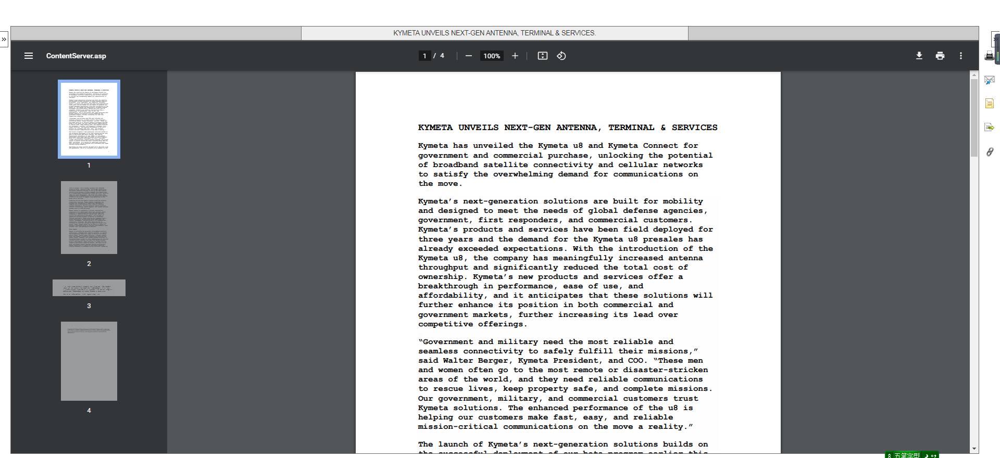 KYMETA UNVEILS NEXT-GEN ANTENNA, TERMINAL & SERVICES.
ContentServer.asp
1 / 4
100%
1
2
3
4
KYMETA UNVEILS NEXT-GEN ANTENNA, TERMINAL & SERVICES
Kymeta has unveiled the Kymeta u8 and Kymeta Connect for
government and commercial purchase, unlocking the potential
of broadband satellite connectivity and cellular networks
to satisfy the overwhelming demand for communications on
the move.
Kymeta’s next-generation solutions are built for mobility
and designed to meet the needs of global defense agencies,
government, first responders, and commercial customers.
Kymeta’s products and services have been field deployed for
three years and the demand for the Kymeta u8 presales has
already exceeded expectations. With the introduction of the
Kymeta u8, the company has meaningfully increased antenna
throughput and significantly reduced the total cost of
ownership. Kymeta’s new products and services offer a
breakthrough in performance, ease of use, and
affordability, and it anticipates that these solutions will
further enhance its position in both commercial and
government markets, further increasing its lead over
competitive offerings.
“Government and military need the most reliable and
seamless connectivity to safely fulfill their missions,”
said Walter Berger, Kymeta President, and COO. “These men
and women often go to the most remote or disaster-stricken
areas of the world, and they need reliable communications
to rescue lives, keep property safe, and complete missions.
Our government, military, and commercial customers trust
Kymeta solutions. The enhanced performance of the u8 is
helping our customers make fast, easy, and reliable
mission-critical communications on the move a reality.”
The launch of Kymeta’s next-generation solutions builds on
the successful deployment of our beta program earlier this
五笔字型